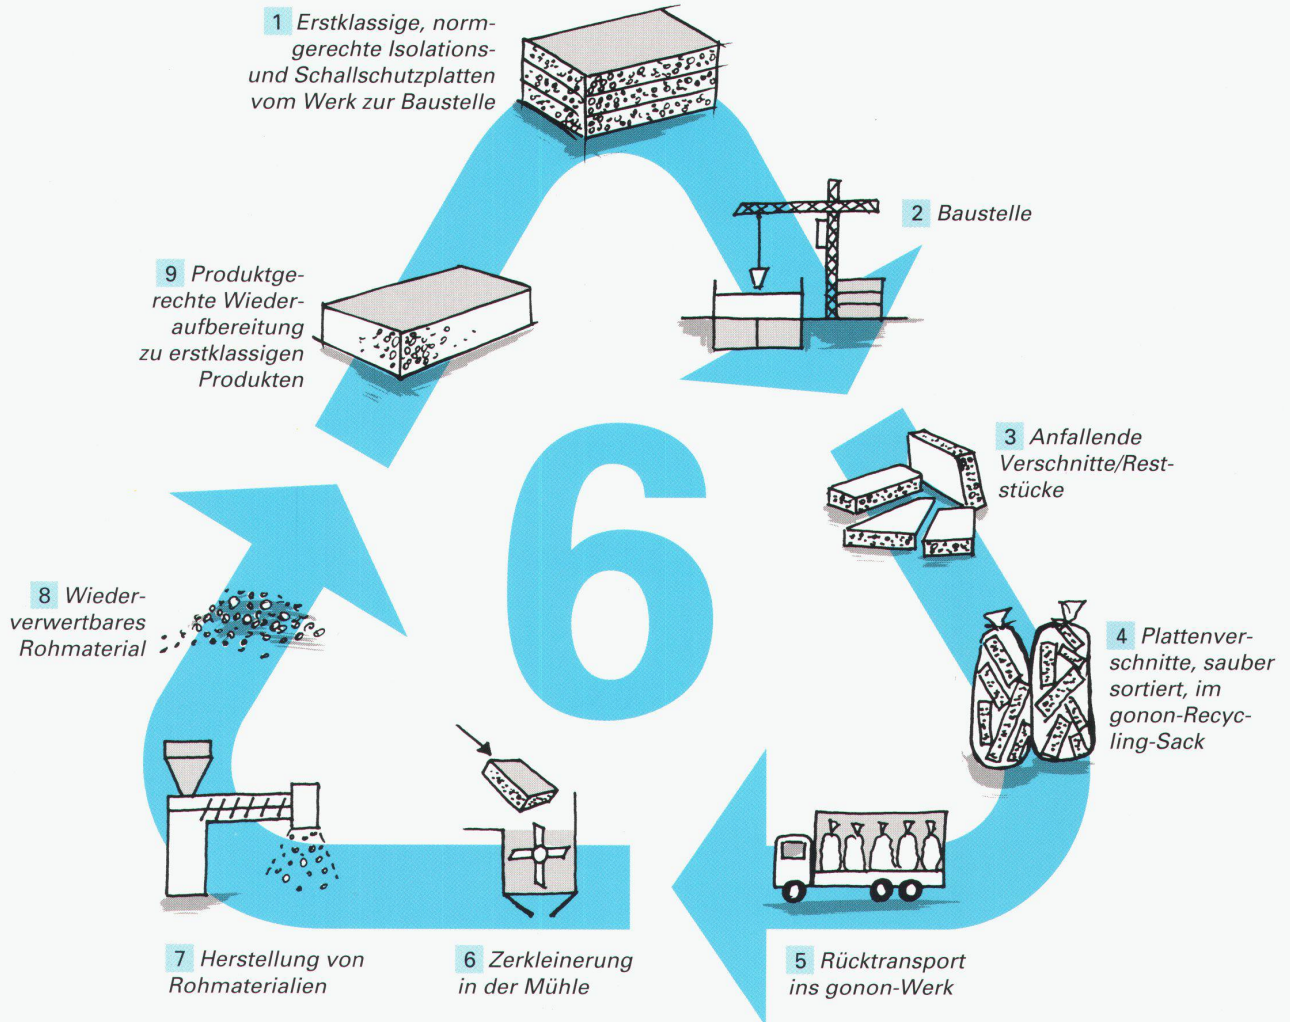 1 Erstklassige, norm-
gerechte Isolations-
und Schallschutzplatten
vom Werk zur Baustelle
2 Baustelle
3 Anfallende
Verschnitte/Rest-
stücke
4 Plattenver-
schnitte, sauber
sortiert, im
gonon-Recyc-
ling-Sack
5 Rücktransport
ins gonon-Werk
6 Zerkleinerung
in der Mühle
7 Herstellung von
Rohmaterialien
8 Wieder-
verwertbares
Rohmaterial
9 Produktge-
rechte Wieder-
aufbereitung
zu erstklassigen
Produkten
6